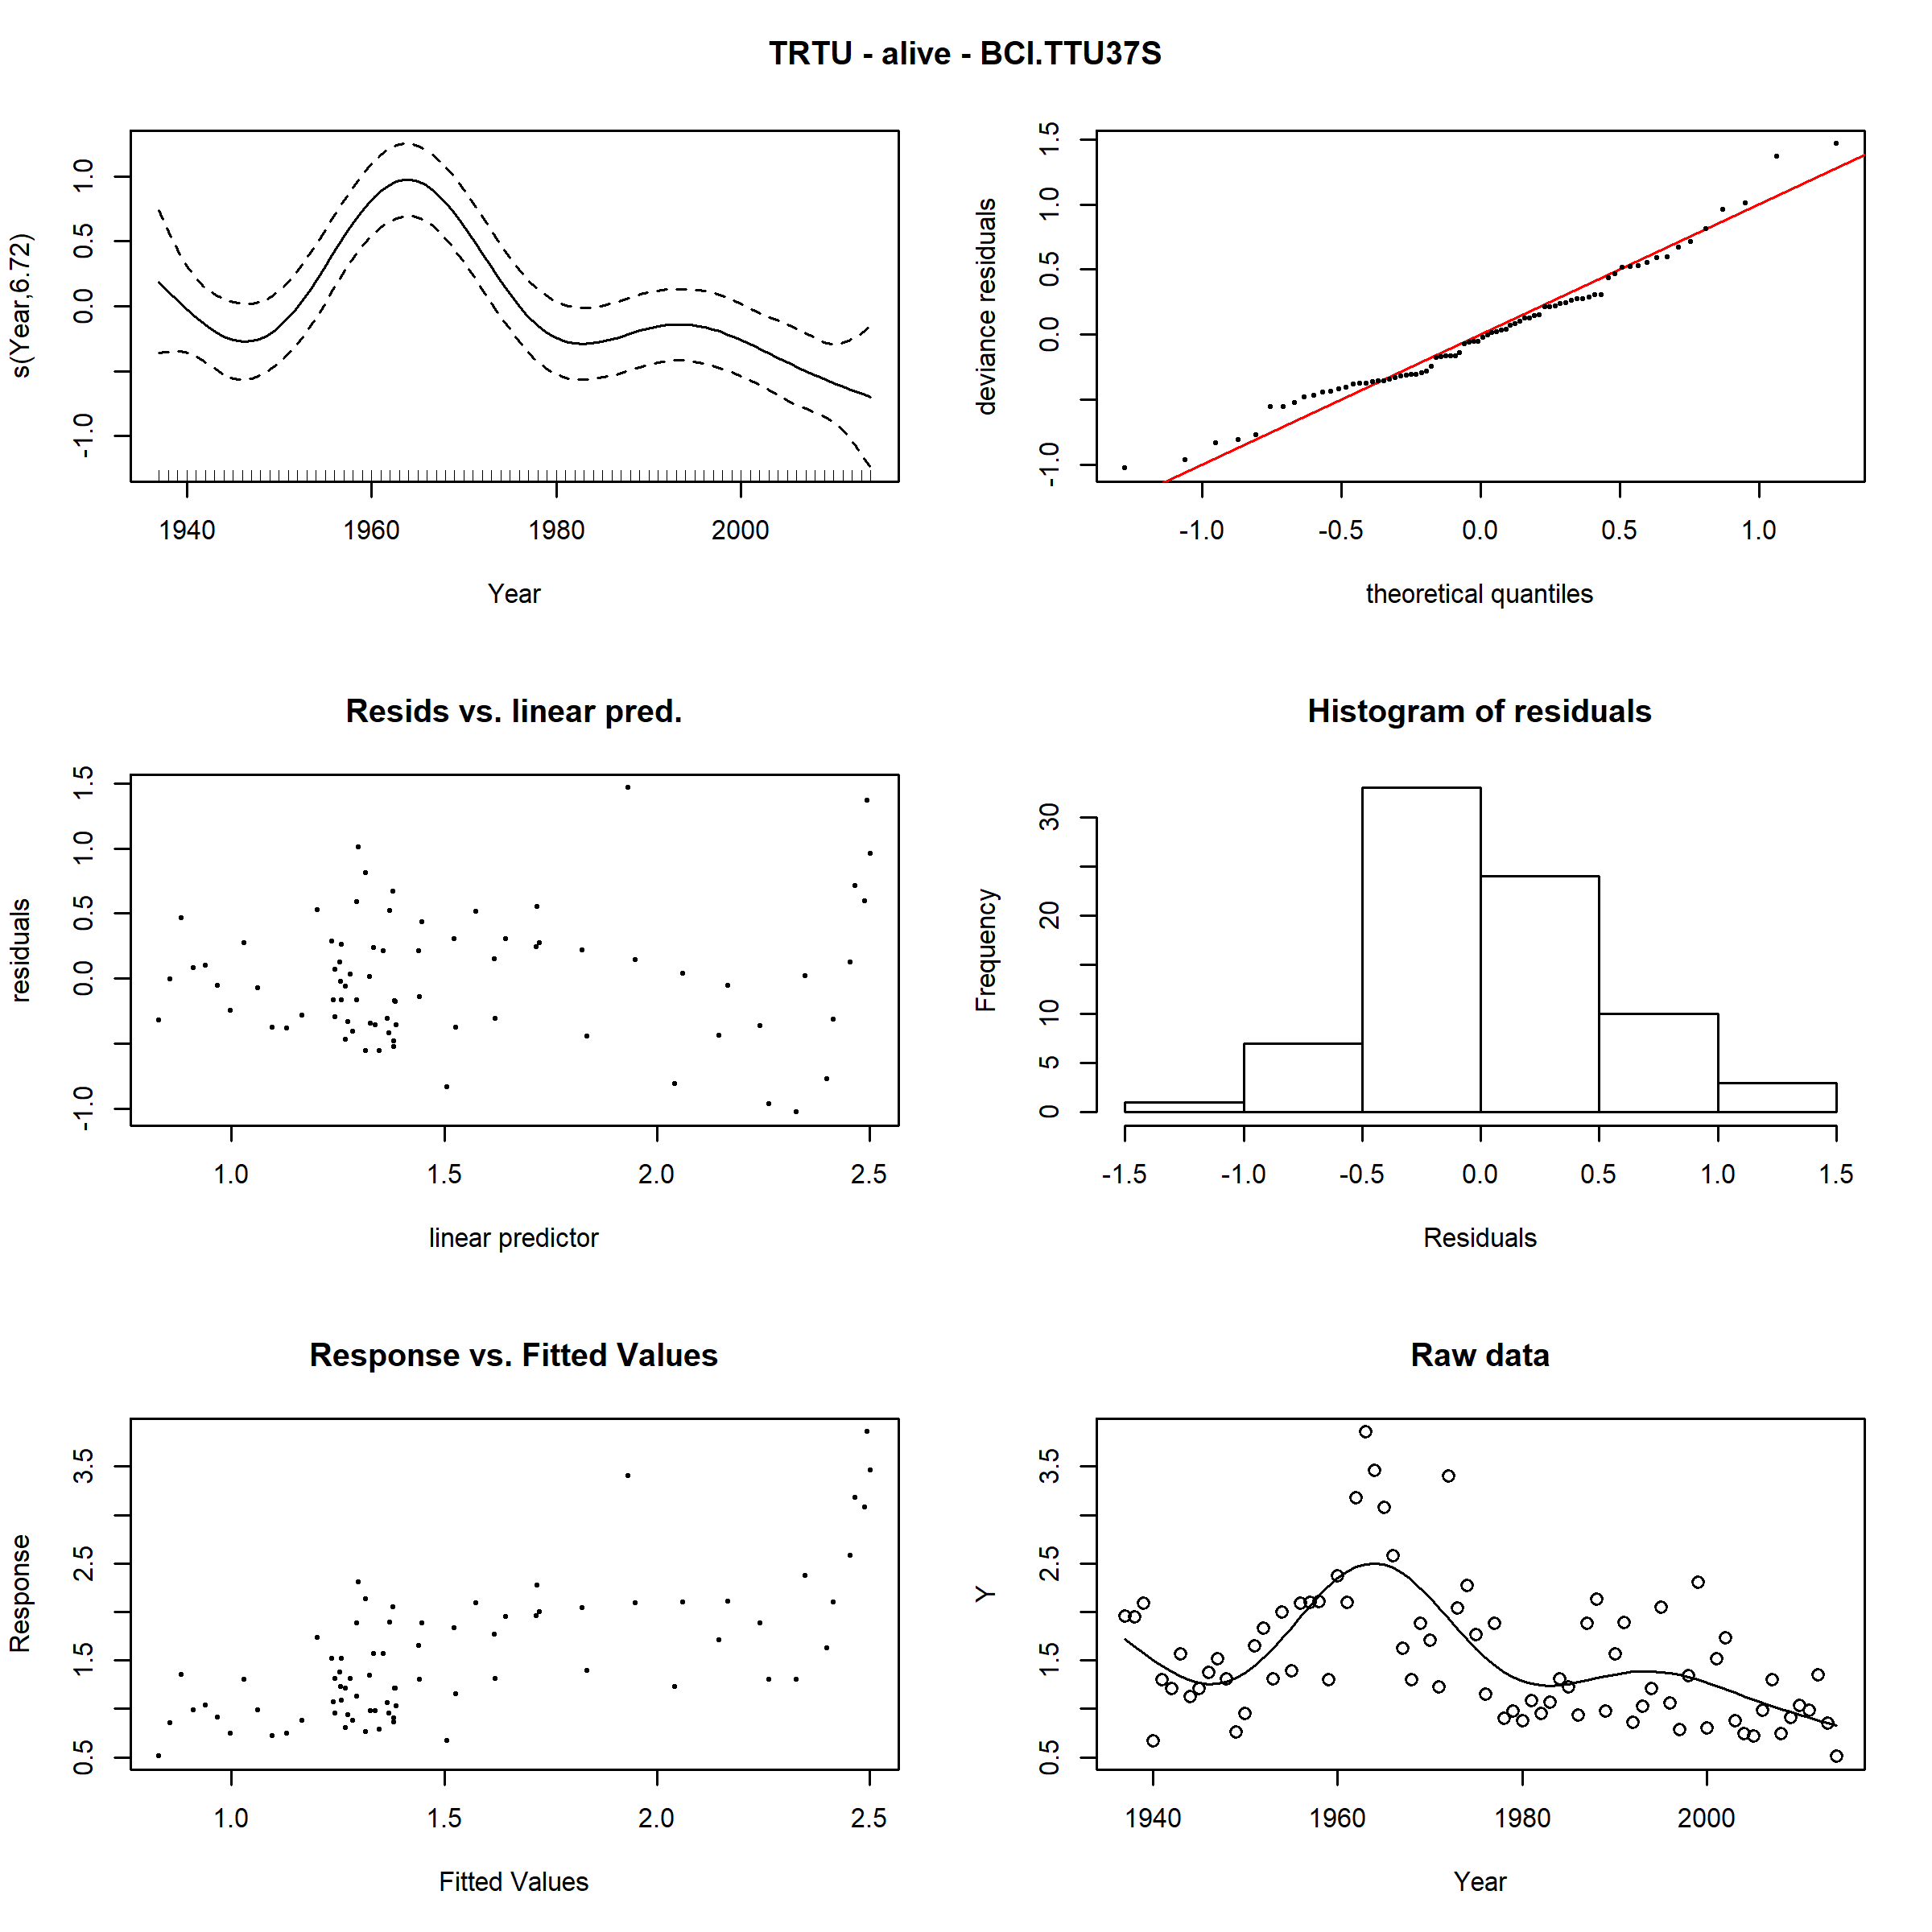 TRTU - alive - BCI.TTU37S
s(Year,6.72)
-1.0 0.0 0.5 1.0
1940 1960 1980 2000
Year
deviance residuals
-1.0 0.0 0.5 1.0 1.5
-1.0 -0.5 0.0 0.5 1.0
theoretical quantiles
Resids vs. linear pred.
residuals
-1.0 0.0 0.5 1.0 1.5
1.0 1.5 2.0 2.5
linear predictor
Histogram of residuals
Frequency
0 5 10 20 30
-1.5 -1.0 -0.5 0.0 0.5 1.0 1.5
Residuals
Response vs. Fitted Values
Response
0.5 1.5 2.5 3.5
1.0 1.5 2.0 2.5
Fitted Values
Raw data
Y
0.5 1.5 2.5 3.5
1940 1960 1980 2000
Year